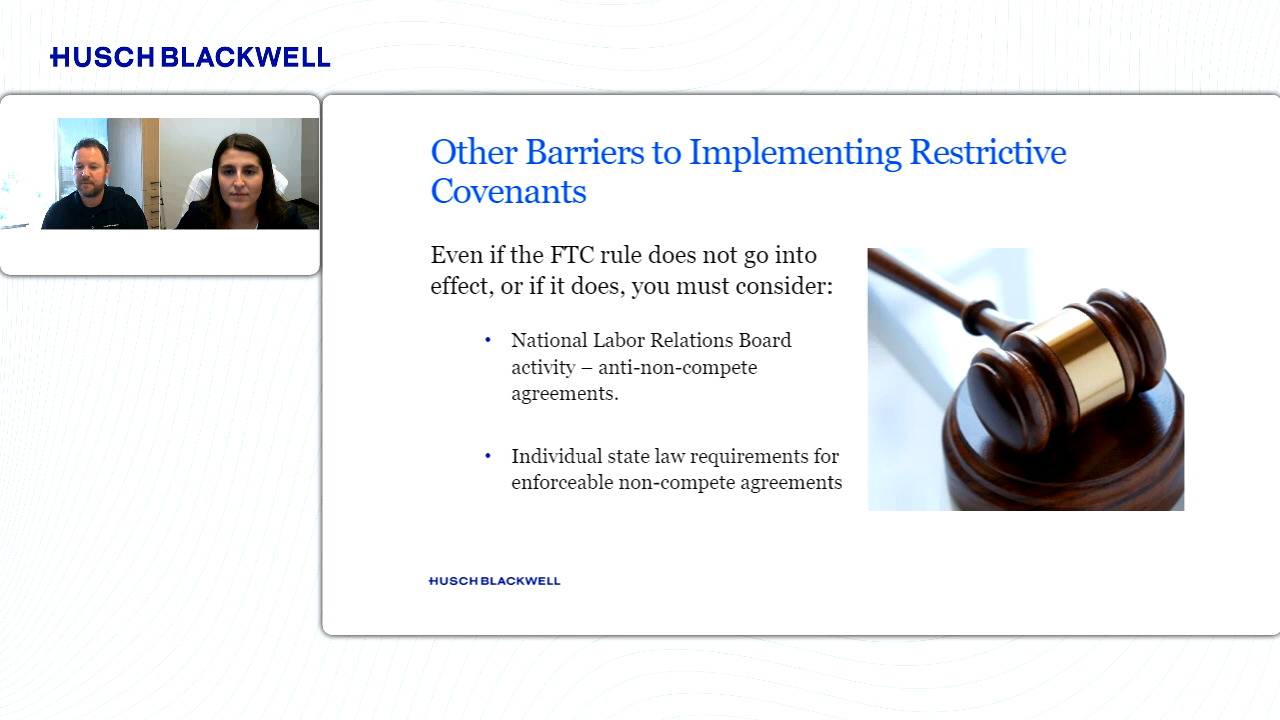 HUSCH BLACKWELL
Other Barriers to Implementing Restrictive
Covenants
Even if the FTC rule does not go into
effect, or if it does, you must consider:
• National Labor Relations Board
activity – anti-non-compete
agreements.
• Individual state law requirements for
enforceable non-compete agreements
HUSCH BLACKWELL